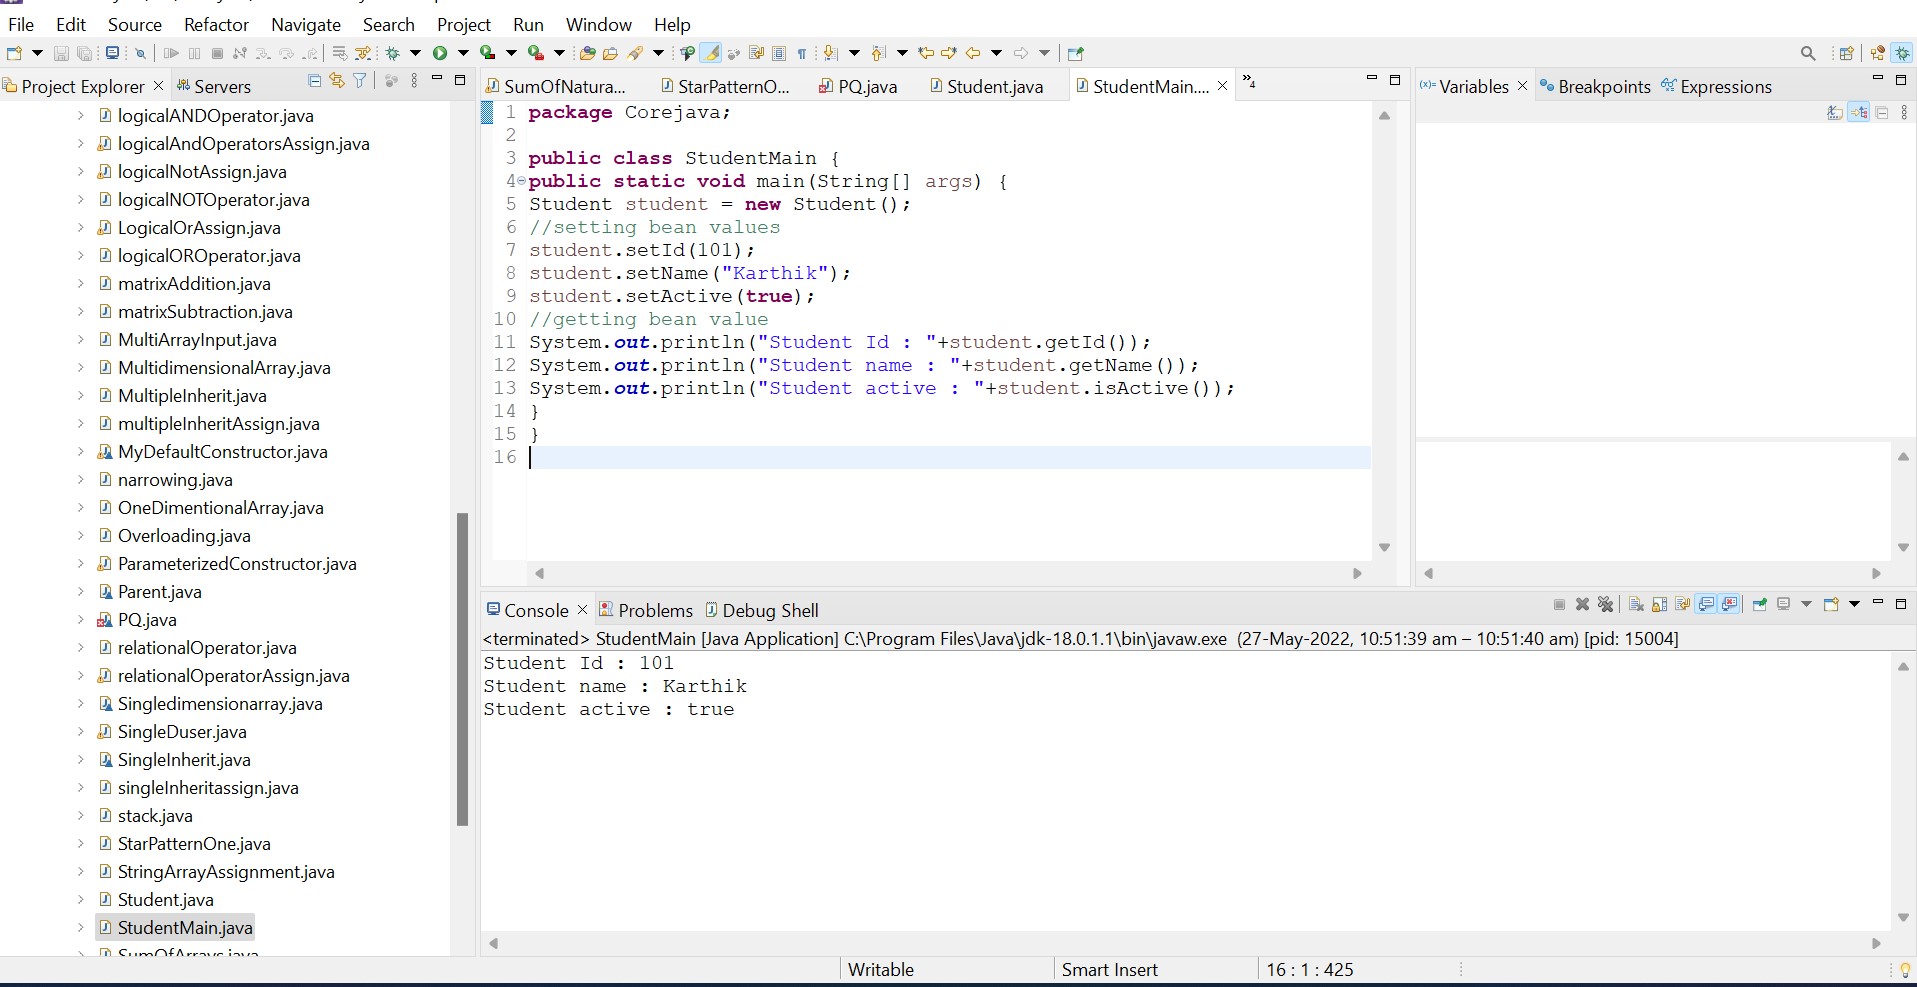 File Edit Source Refactor Navigate Search Project Run Window Help
Project Explorer Servers
logicalANDOperator.java
logicalAndOperatorsAssign.java
logicalNotAssign.java
logicalNOTOperator.java
LogicalOrAssign.java
logicalOROperator.java
matrixAddition.java
matrixSubtraction.java
MultiArrayInput.java
MultidimensionalArray.java
MultipleInherit.java
multipleInheritAssign.java
MyDefaultConstructor.java
narrowing.java
OneDimentionalArray.java
Overloading.java
ParameterizedConstructor.java
Parent.java
PQ.java
relationalOperator.java
relationalOperatorAssign.java
Singledimensionarray.java
SingleDuser.java
SingleInherit.java
singleInheritassign.java
stack.java
StarPatternOne.java
StringArrayAssignment.java
Student.java
StudentMain.java
SumOfArrays.java
SumOfNatura... StarPatternO... PQ.java Student.java StudentMain.... 4
1 package Corejava;
2
3 public class StudentMain {
4 public static void main(String[] args) {
5 Student student = new Student();
6 //setting bean values
7 student.setId(101);
8 student.setName("Karthik");
9 student.setActive(true);
10 //getting bean value
11 System.out.println("Student Id : "+student.getId());
12 System.out.println("Student name : "+student.getName());
13 System.out.println("Student active : "+student.isActive());
14 }
15 }
16
(x)= Variables Breakpoints Expressions
Console Problems Debug Shell
<terminated> StudentMain [Java Application] C:\Program Files\Java\jdk-18.0.1.1\bin\javaw.exe (27-May-2022, 10:51:39 am – 10:51:40 am) [pid: 15004]
Student Id : 101
Student name : Karthik
Student active : true
Writable Smart Insert 16 : 1 : 425